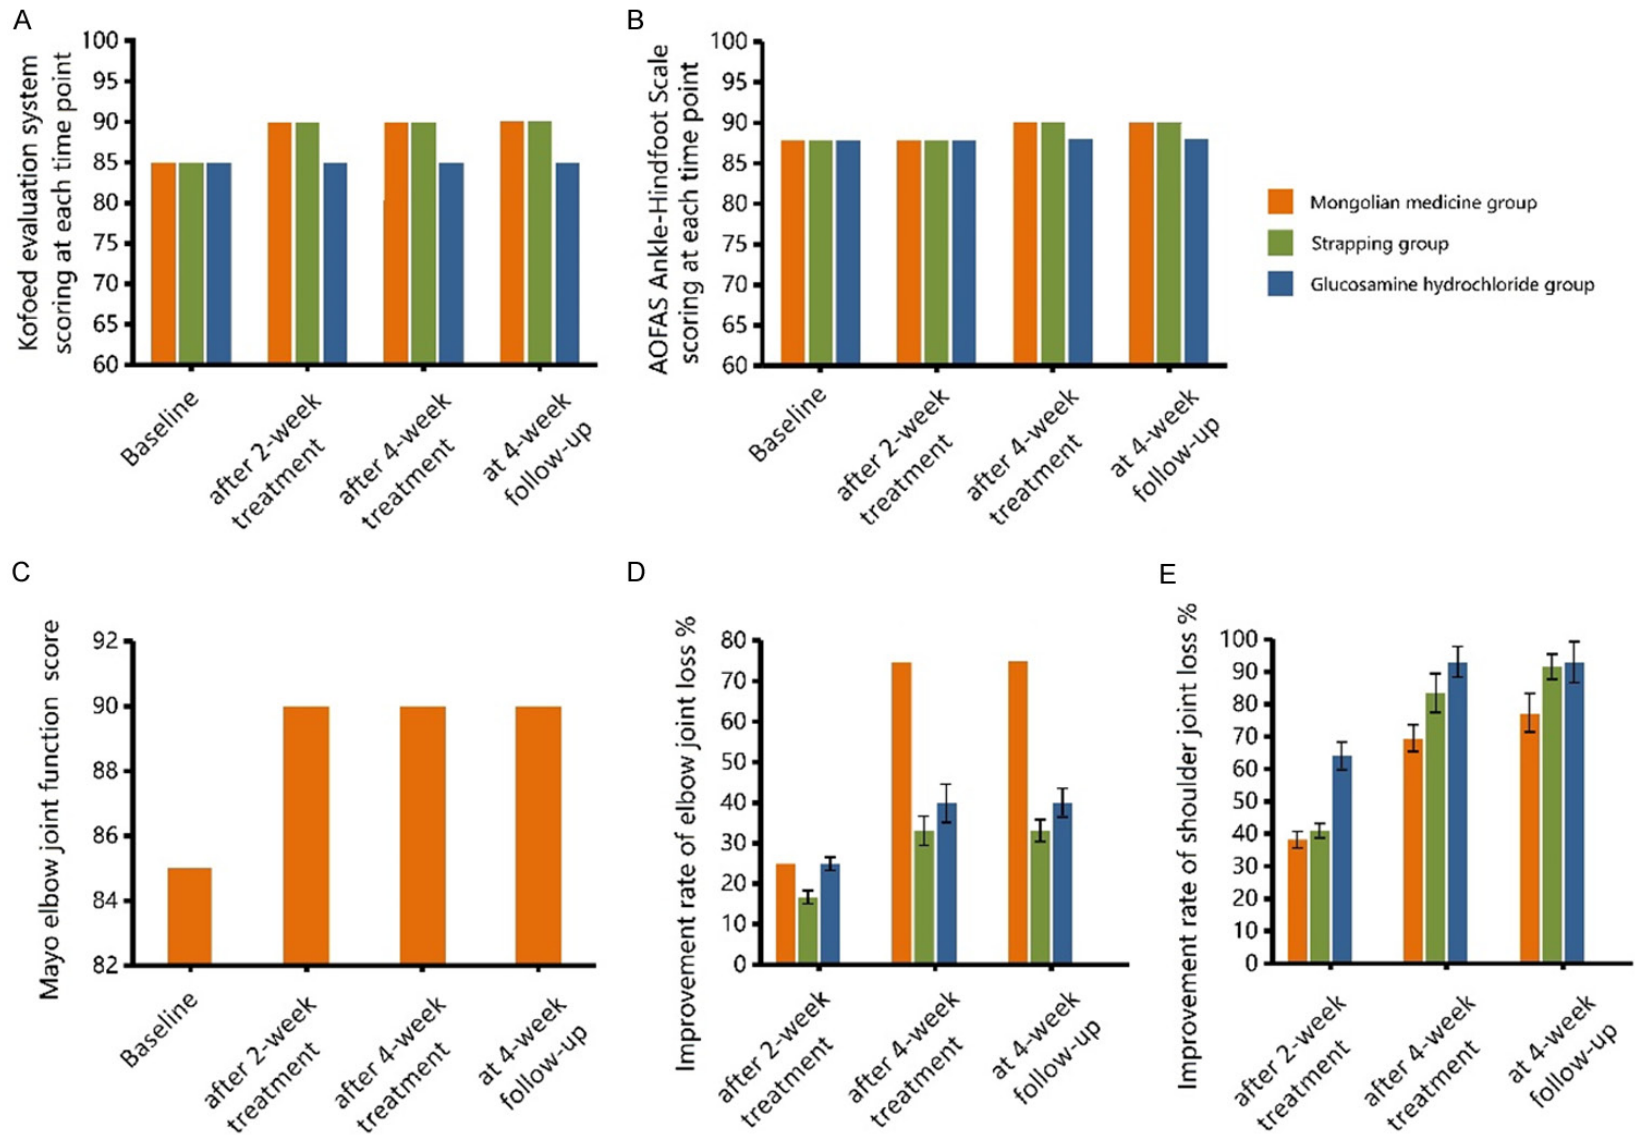 A
Kofoed evaluation system
scoring at each time point
100
95
90
85
80
75
70
65
60
Baseline
after 2-week
treatment
after 4-week
treatment
at 4-week
follow-up
B
AOFAS Ankle-Hindfoot Scale
scoring at each time point
100
95
90
85
80
75
70
65
60
Baseline
after 2-week
treatment
after 4-week
treatment
at 4-week
follow-up
Mongolian medicine group
Strapping group
Glucosamine hydrochloride group
C
Mayo elbow joint function score
92
90
88
86
84
82
Baseline
after 2-week
treatment
after 4-week
treatment
at 4-week
follow-up
D
Improvement rate of elbow joint loss %
80
70
60
50
40
30
20
10
0
after 2-week
treatment
after 4-week
treatment
at 4-week
follow-up
E
Improvement rate of shoulder joint loss %
100
90
80
70
60
50
40
30
20
10
0
after 2-week
treatment
after 4-week
treatment
at 4-week
follow-up